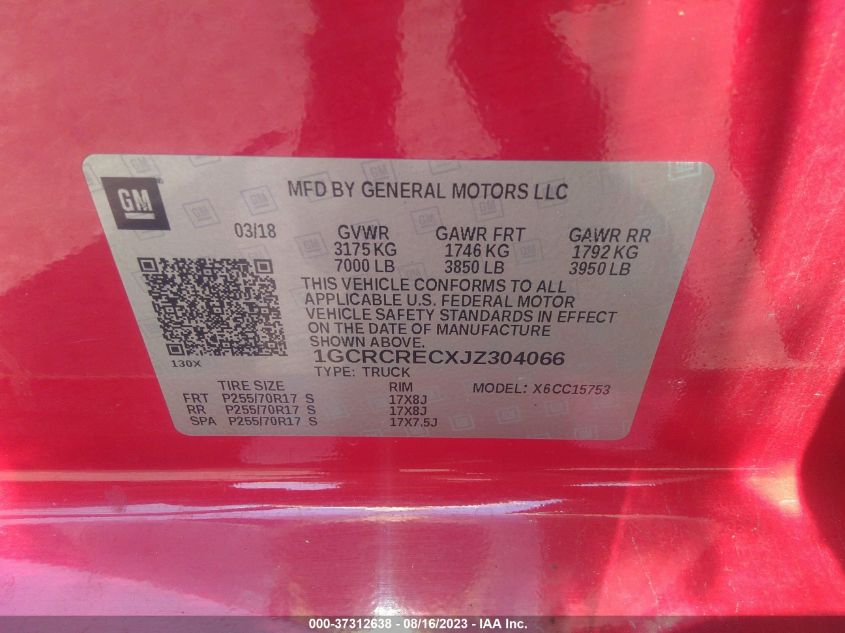 GM
MFD BY GENERAL MOTORS LLC
03/18 GVWR GAWR FRT GAWR RR
3175 KG 1746 KG 1792 KG
7000 LB 3850 LB 3950 LB
THIS VEHICLE CONFORMS TO ALL
APPLICABLE U.S. FEDERAL MOTOR
VEHICLE SAFETY STANDARDS IN EFFECT
ON THE DATE OF MANUFACTURE
SHOWN ABOVE.
130X
1GCRCRECXJZ304066
TYPE: TRUCK
TIRE SIZE RIM MODEL: X6CC15753
FRT P255/70R17 S 17X8J
RR P255/70R17 S 17X8J
SPA P255/70R17 S 17X7.5J
000-37312638 - 08/16/2023 - IAA Inc.